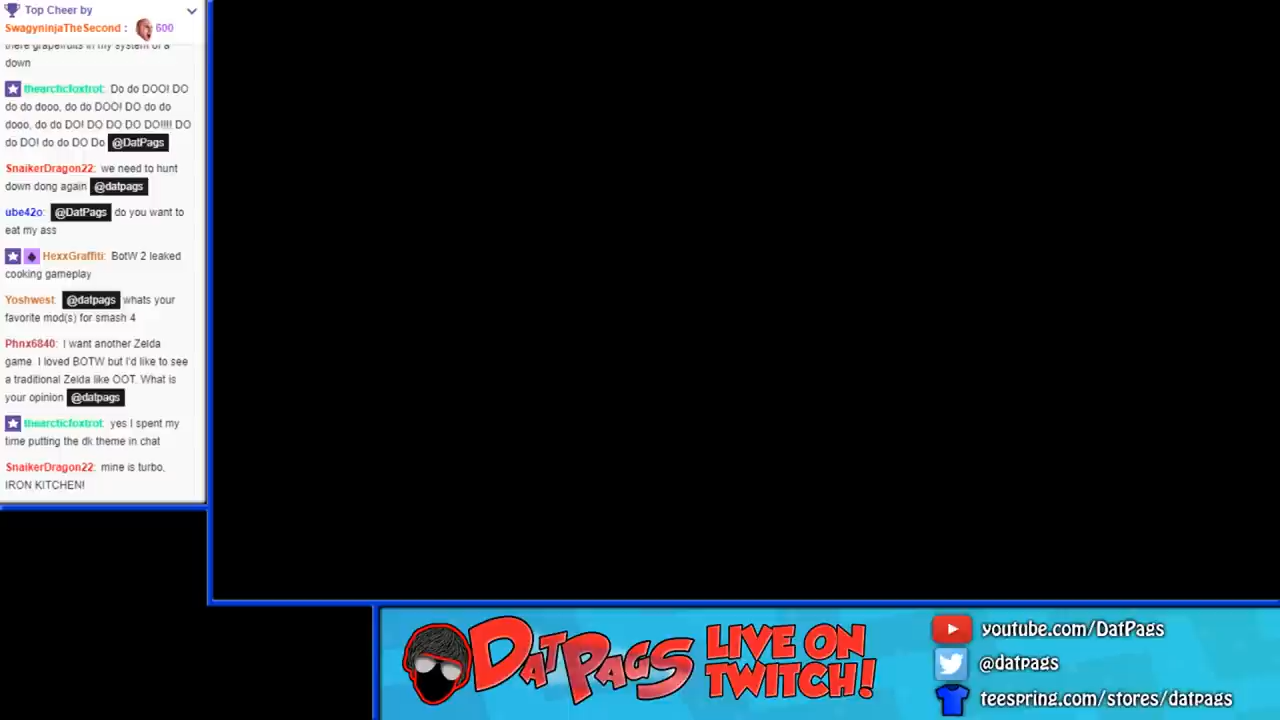 Top Cheer by
SwagyninjaTheSecond : 600
there grapefruits in my system of a
down
thearcticfoxtrot: Do do DOO! DO
do do dooo, do do DOO! DO do do
dooo, do do DO! DO DO DO DO!!!! DO
do DO! do do DO Do @DatPags
SnaikerDragon22: we need to hunt
down dong again @datpags
ube42o: @DatPags do you want to
eat my ass
HexxGraffiti: BotW 2 leaked
cooking gameplay
Yoshwest: @datpags whats your
favorite mod(s) for smash 4
Phnx6840: I want another Zelda
game. I loved BOTW but I'd like to see
a traditional Zelda like OOT. What is
your opinion @datpags
thearcticfoxtrot: yes I spent my
time putting the dk theme in chat
SnaikerDragon22: mine is turbo,
IRON KITCHEN!
DATPAGS LIVE ON
TWITCH!
youtube.com/DatPags
@datpags
teespring.com/stores/datpags